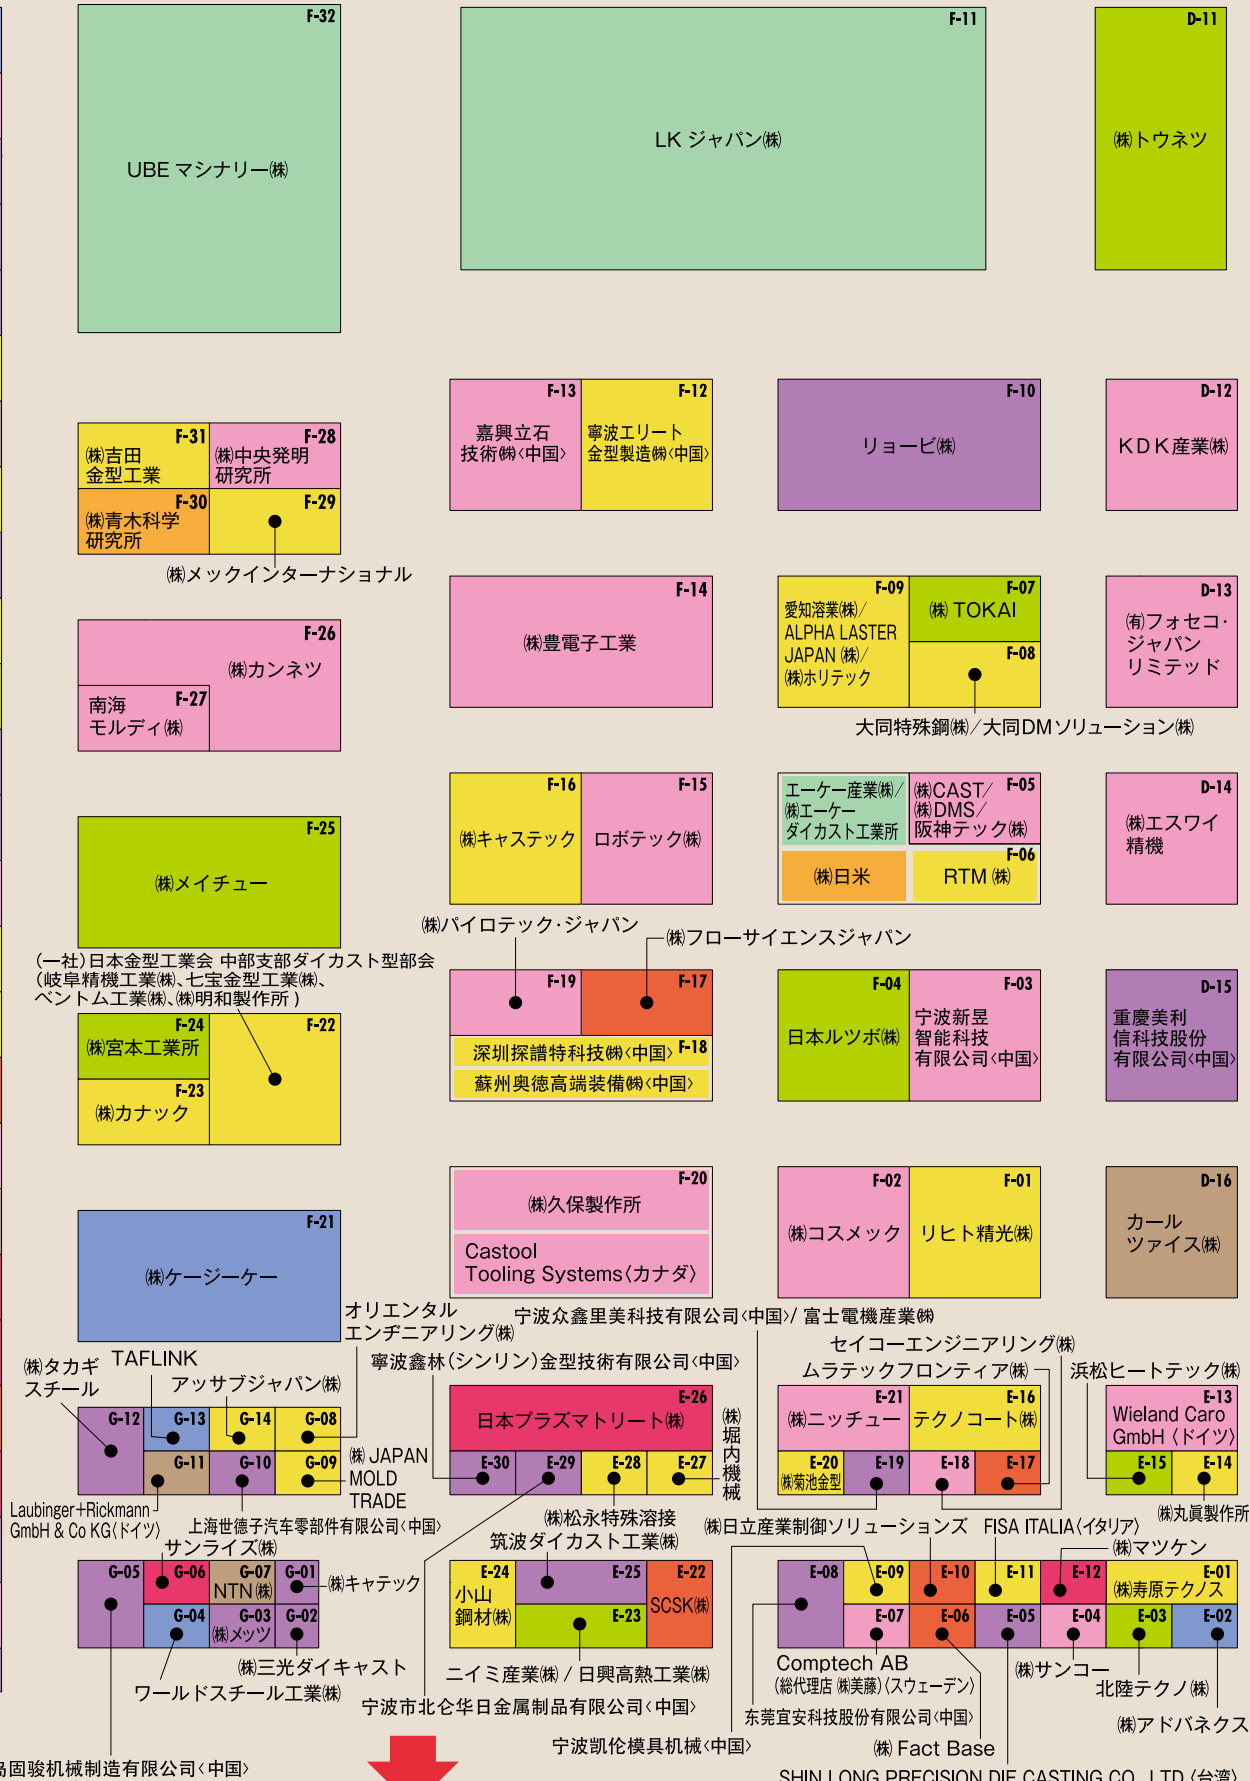 F-32
UBE マシナリー㈱
F-11
LK ジャパン㈱
D-11
㈱トウネツ
F-31
㈱吉田
金型工業
F-28
㈱中央発明
研究所
F-30
㈱青木科学
研究所
F-29
㈱メックインターナショナル
F-13
嘉興立石
技術㈱〈中国〉
F-12
寧波エリート
金型製造㈱〈中国〉
F-10
リョービ㈱
D-12
KDK産業㈱
F-26
㈱カンネツ
F-27
南海
モルディ㈱
F-14
㈱豊電子工業
F-09
愛知溶業㈱/
ALPHA LASTER
JAPAN ㈱/
㈱ホリテック
F-07
㈱ TOKAI
F-08
大同特殊鋼㈱/大同DMソリューション㈱
D-13
㈲フォセコ・
ジャパン
リミテッド
F-25
㈱メイチュー
F-16
㈱キャステック
F-15
ロボテック㈱
エーケー産業㈱/
㈱エーケー
ダイカスト工業所
F-05
㈱CAST/
㈱DMS/
阪神テック㈱
㈱日米
F-06
RTM ㈱
D-14
㈱エスワイ
精機
㈱パイロテック・ジャパン
㈱フローサイエンスジャパン
(一社)日本金型工業会 中部支部ダイカスト型部会
(岐阜精機工業㈱、七宝金型工業㈱、
ベントム工業㈱、㈱明和製作所 )
F-24
㈱宮本工業所
F-22
F-23
㈱カナック
F-19
F-17
F-18
深圳探譜特科技㈱〈中国〉
蘇州奥徳高端装備㈱〈中国〉
F-04
日本ルツボ㈱
F-03
宁波新昱
智能科技
有限公司〈中国〉
D-15
重慶美利
信科技股份
有限公司〈中国〉
F-21
㈱ケージーケー
F-20
㈱久保製作所
Castool
Tooling Systems〈カナダ〉
F-02
㈱コスメック
F-01
リヒト精光㈱
D-16
カール
ツァイス㈱
オリエンタル
エンヂニアリング㈱
宁波众鑫里美科技有限公司〈中国〉/ 富士電機産業㈱
寧波鑫林(シンリン)金型技術有限公司〈中国〉
セイコーエンジニアリング㈱
ムラテックフロンティア㈱
浜松ヒートテック㈱
㈱タカギ
スチール
TAFLINK
アッサブジャパン㈱
G-12
G-13
G-14
G-08
G-11
G-10
G-09
㈱ JAPAN
MOLD
TRADE
Laubinger+Rickmann
GmbH & Co KG〈ドイツ〉
上海世德子汽车零部件有限公司〈中国〉
E-26
日本プラズマトリート㈱
E-30
E-29
E-28
E-27
㈱堀内機械
㈱松永特殊溶接
筑波ダイカスト工業㈱
E-21
㈱ニッチュー
E-16
テクノコート㈱
E-20
㈱菊池金型
E-19
E-18
E-17
E-13
Wieland Caro
GmbH 〈ドイツ〉
E-15
E-14
㈱丸眞製作所
㈱日立産業制御ソリューションズ
FISA ITALIA〈イタリア〉
㈱マツケン
サンライズ㈱
G-05
G-06
G-07
NTN㈱
G-01
㈱キャテック
G-04
G-03
㈱メッツ
G-02
㈱三光ダイキャスト
ワールドスチール工業㈱
E-24
小山
鋼材㈱
E-25
E-22
SCSK㈱
E-23
ニイミ産業㈱ / 日興高熱工業㈱
宁波市北仑华日金属制品有限公司〈中国〉
E-08
E-09
E-10
E-11
E-12
E-01
㈱寿原テクノス
E-07
E-06
E-05
E-04
E-03
E-02
Comptech AB
(総代理店 ㈱美藤)〈スウェーデン〉
㈱サンコー
北陸テクノ㈱
东莞宜安科技股份有限公司〈中国〉
㈱アドバネクス
宁波凯伦模具机械〈中国〉
㈱ Fact Base
島固骏机械制造有限公司〈中国〉
SHIN LONG PRECISION DIE CASTING CO., LTD.〈台湾〉